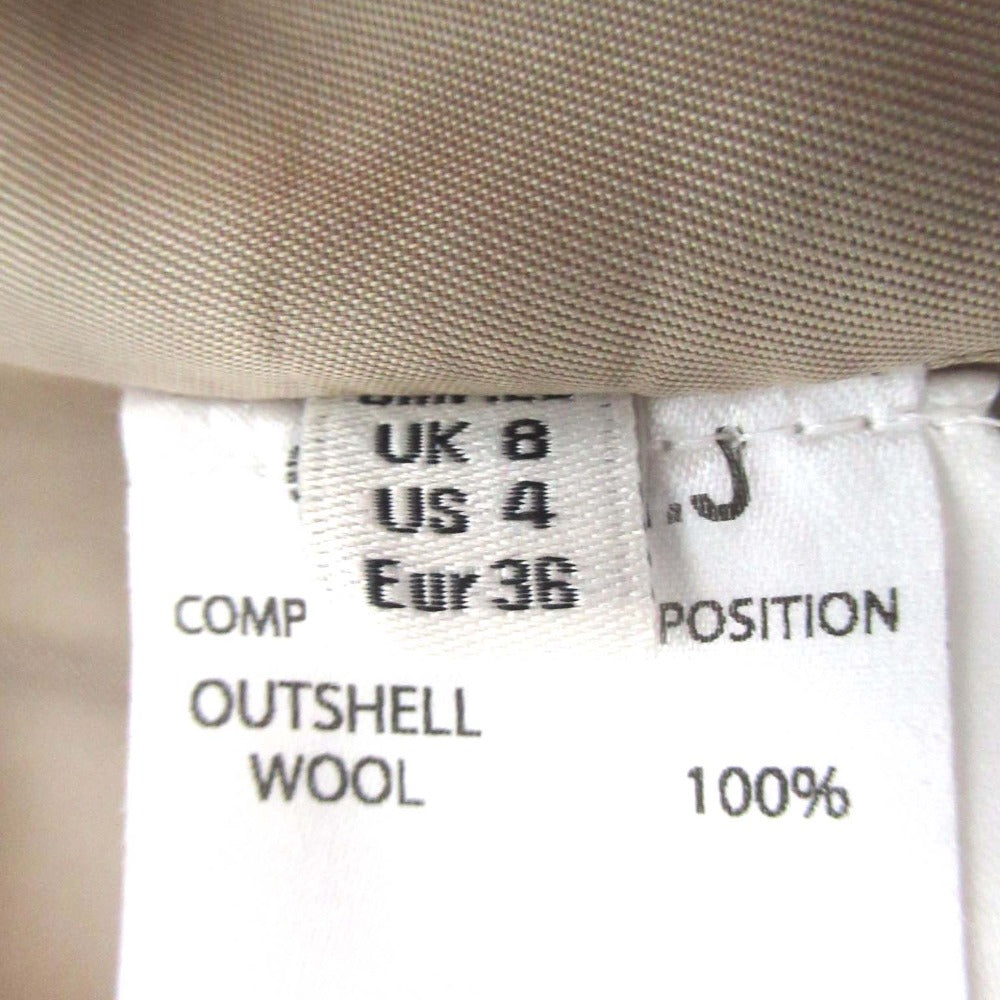 UK 8
US 4
Eur 36
.J
COMP POSITION
OUTSHELL
WOOL 100%